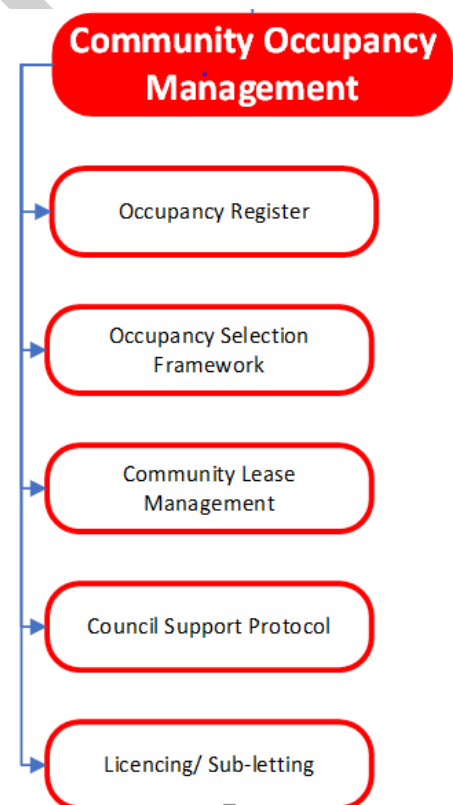 Community Occupancy
Management
Occupancy Register
Occupancy Selection
Framework
Community Lease
Management
Council Support Protocol
Licencing/ Sub-letting